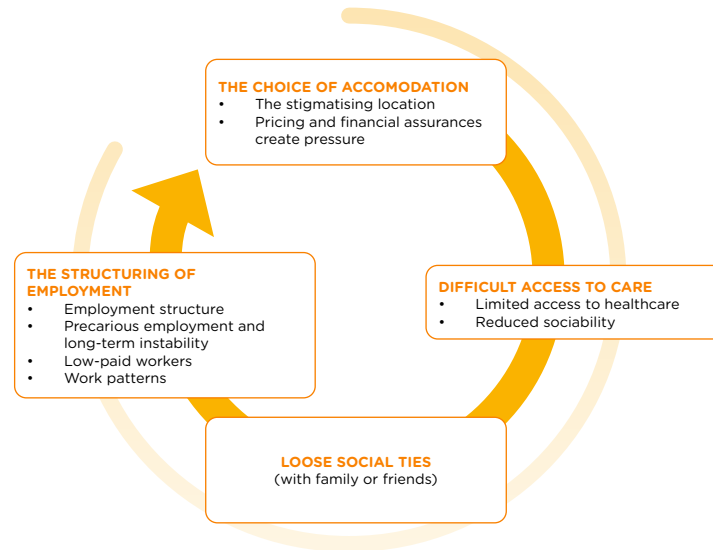 THE CHOICE OF ACCOMODATION
• The stigmatising location
• Pricing and financial assurances
create pressure
THE STRUCTURING OF
EMPLOYMENT
• Employment structure
• Precarious employment and
long-term instability
• Low-paid workers
• Work patterns
DIFFICULT ACCESS TO CARE
• Limited access to healthcare
• Reduced sociability
LOOSE SOCIAL TIES
(with family or friends)